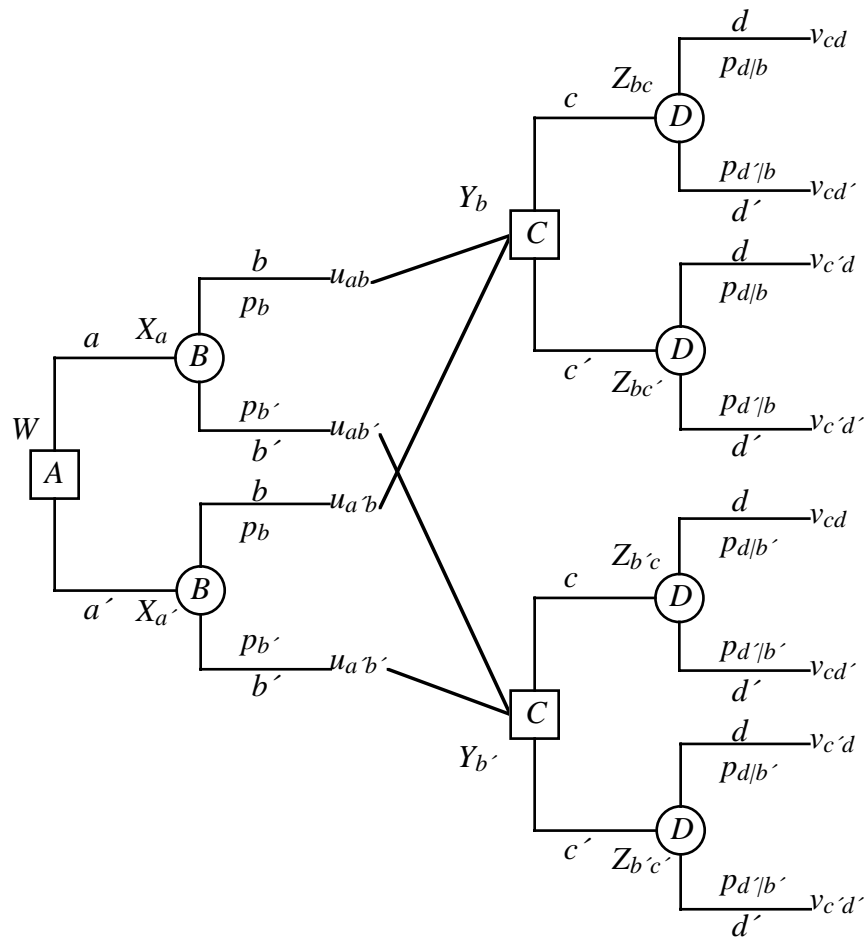 d
v_cd
p_d|b
Z_bc
c
D
p_d´|b
v_cd´
d´
Y_b
C
d
v_c´d
p_d|b
D
c´
Z_bc´
p_d´|b
v_c´d´
d´
b
u_ab
p_b
X_a
a
B
p_b´
u_ab´
b´
W
A
b
u_a´b
p_b
B
a´
X_a´
p_b´
u_a´b´
b´
d
v_cd
p_d|b´
Z_b´c
c
D
p_d´|b´
v_cd´
d´
C
Y_b´
d
v_c´d
p_d|b´
D
c´
Z_b´c´
p_d´|b´
v_c´d´
d´